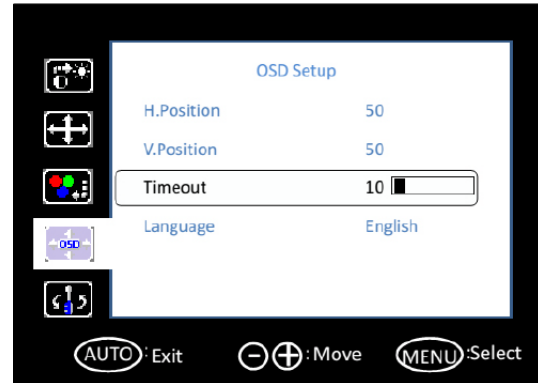 OSD Setup
H.Position 50
V.Position 50
Timeout 10
Language English
OSD
AUTO : Exit - + : Move MENU :Select